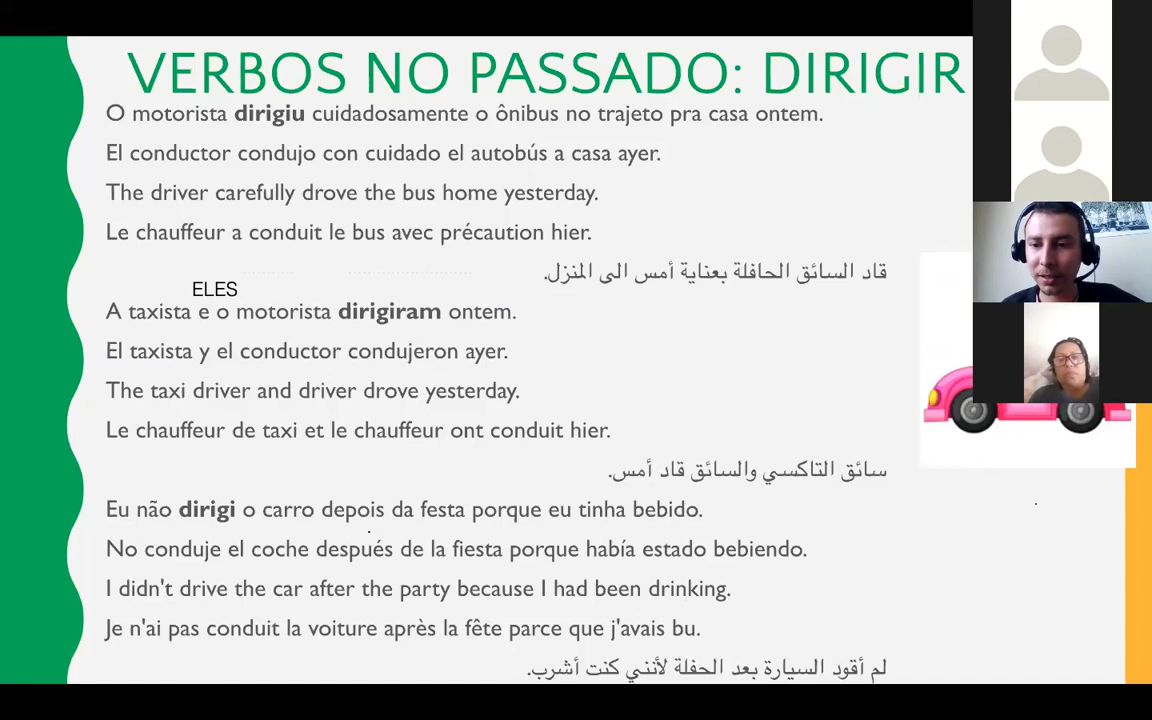 VERBOS NO PASSADO: DIRIGIR
O motorista dirigiu cuidadosamente o ônibus no trajeto pra casa ontem.
El conductor condujo con cuidado el autobús a casa ayer.
The driver carefully drove the bus home yesterday.
Le chauffeur a conduit le bus avec précaution hier.
قاد السائق الحافلة بعناية أمس الى المنزل.
ELES
A taxista e o motorista dirigiram ontem.
El taxista y el conductor condujeron ayer.
The taxi driver and driver drove yesterday.
Le chauffeur de taxi et le chauffeur ont conduit hier.
سائق التاكسي والسائق قاد أمس.
Eu não dirigi o carro depois da festa porque eu tinha bebido.
No conduje el coche después de la fiesta porque había estado bebiendo.
I didn't drive the car after the party because I had been drinking.
Je n'ai pas conduit la voiture après la fête parce que j'avais bu.
لم أقود السيارة بعد الحفلة لأنني كنت أشرب.